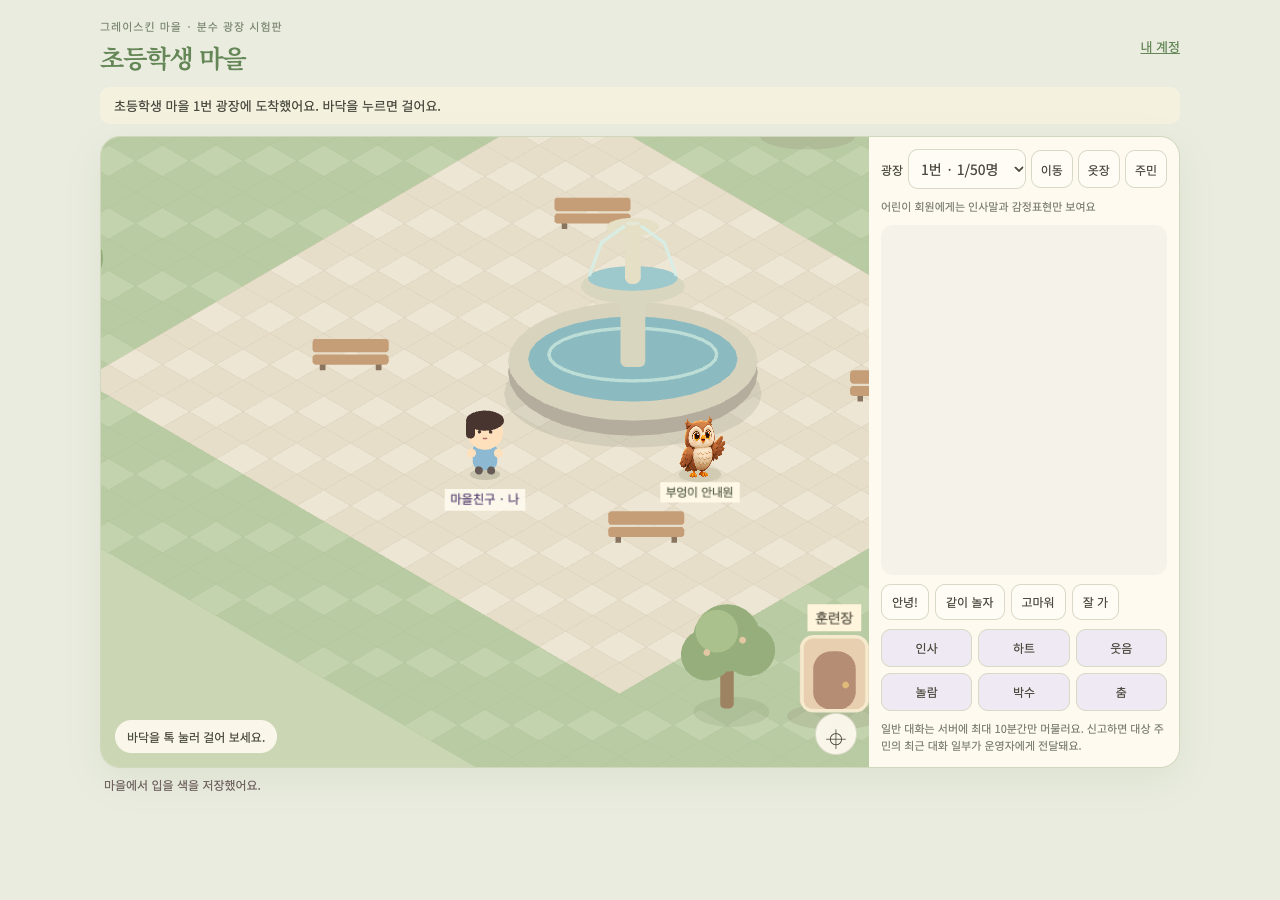 그레이스킨 마을 · 분수 광장 시험판
초등학생 마을
내 계정
초등학생 마을 1번 광장에 도착했어요. 바닥을 누르면 걸어요.
광장
1번 · 1/50명
이동
옷장
주민
어린이 회원에게는 인사말과 감정표현만 보여요
마을친구 · 나
부엉이 안내원
훈련장
안녕!
같이 놀자
고마워
잘 가
인사
하트
웃음
놀람
박수
춤
바닥을 톡 눌러 걸어 보세요.
일반 대화는 서버에 최대 10분간만 머물러요. 신고하면 대상 주
민의 최근 대화 일부가 운영자에게 전달돼요.
마을에서 입을 색을 저장했어요.